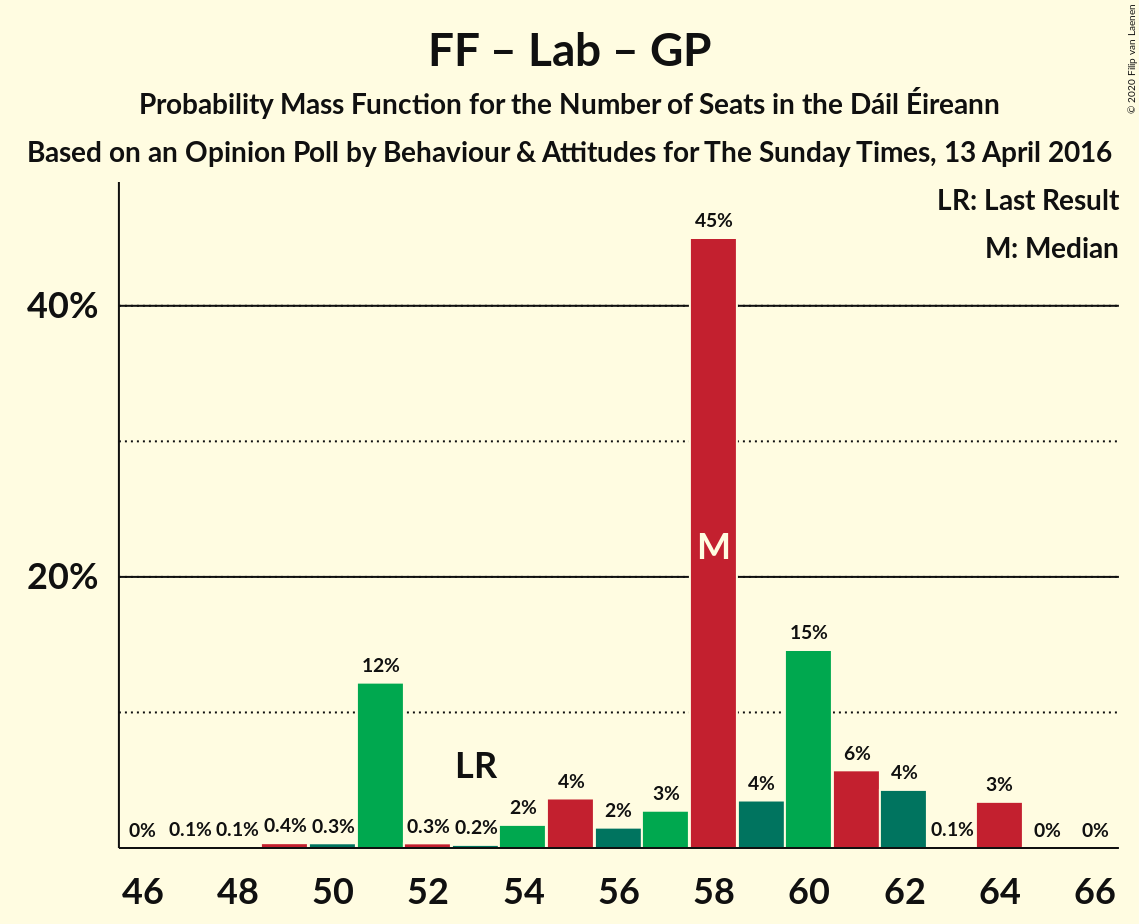 FF – Lab – GP
Probability Mass Function for the Number of Seats in the Dáil Éireann
Based on an Opinion Poll by Behaviour & Attitudes for The Sunday Times, 13 April 2016
© 2020 Filip van Laenen
LR: Last Result
M: Median
45%
40%
M
20%
15%
12%
LR
6%
4%
4%
4%
3%
3%
2%
2%
0% 0.1% 0.1% 0.4% 0.3% 0.3% 0.2% 0.1% 0% 0%
46 48 50 52 54 56 58 60 62 64 66